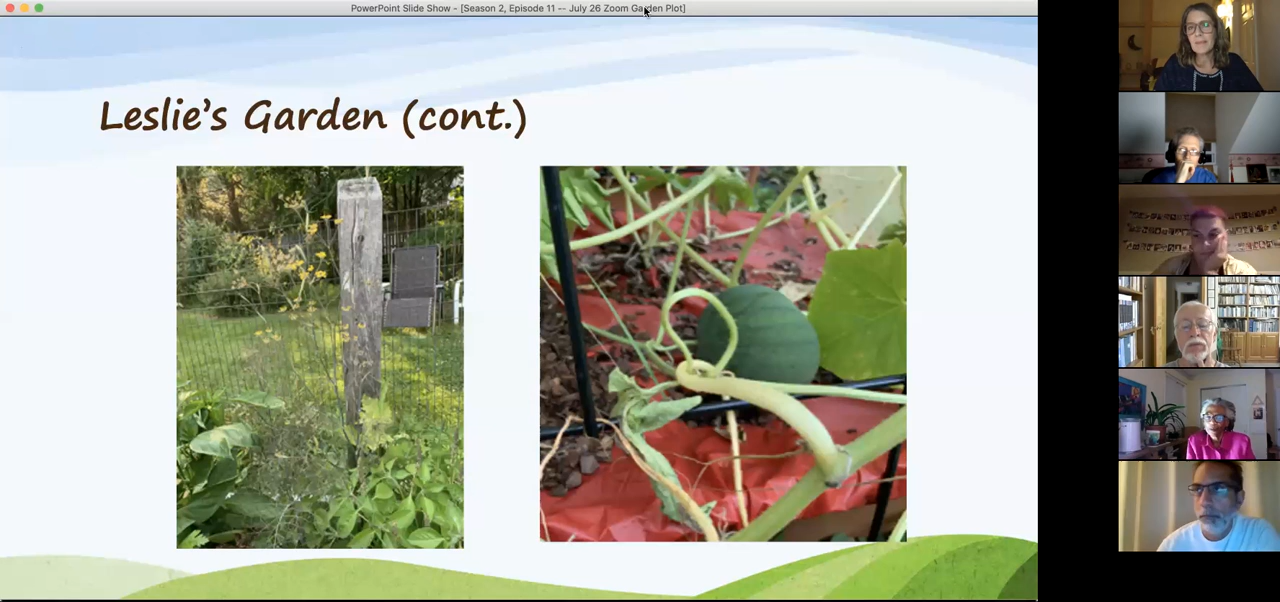 PowerPoint Slide Show - [Season 2, Episode 11 -- July 26 Zoom Garden Plot]
Leslie's Garden (cont.)